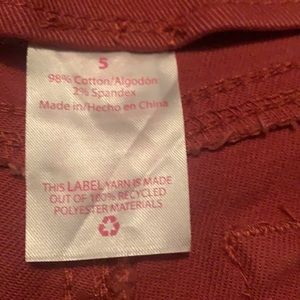 5
98% Cotton/Algodón
2% Spandex
Made in/Hecho en China
THIS LABEL YARN IS MADE
OUT OF 100% RECYCLED
POLYESTER MATERIALS